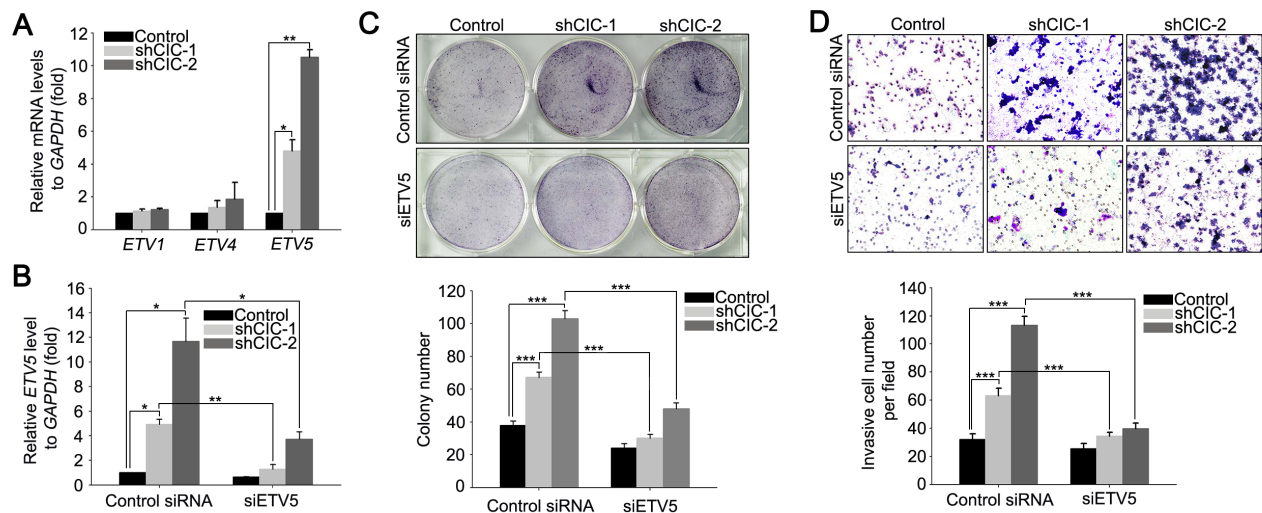 A
Control
shCIC-1
shCIC-2
Relative mRNA levels
to GAPDH (fold)
12
10
8
6
4
2
0
*
**
ETV1
ETV4
ETV5
B
Control
shCIC-1
shCIC-2
Relative ETV5 level
to GAPDH (fold)
16
14
12
10
8
6
4
2
0
*
*
*
**
Control siRNA
siETV5
C
Control
shCIC-1
shCIC-2
Control siRNA
siETV5
Control
shCIC-1
shCIC-2
Colony number
120
100
80
60
40
20
0
***
***
***
***
Control siRNA
siETV5
D
Control
shCIC-1
shCIC-2
Control siRNA
siETV5
Control
shCIC-1
shCIC-2
Invasive cell number
per field
140
120
100
80
60
40
20
0
***
***
***
***
Control siRNA
siETV5